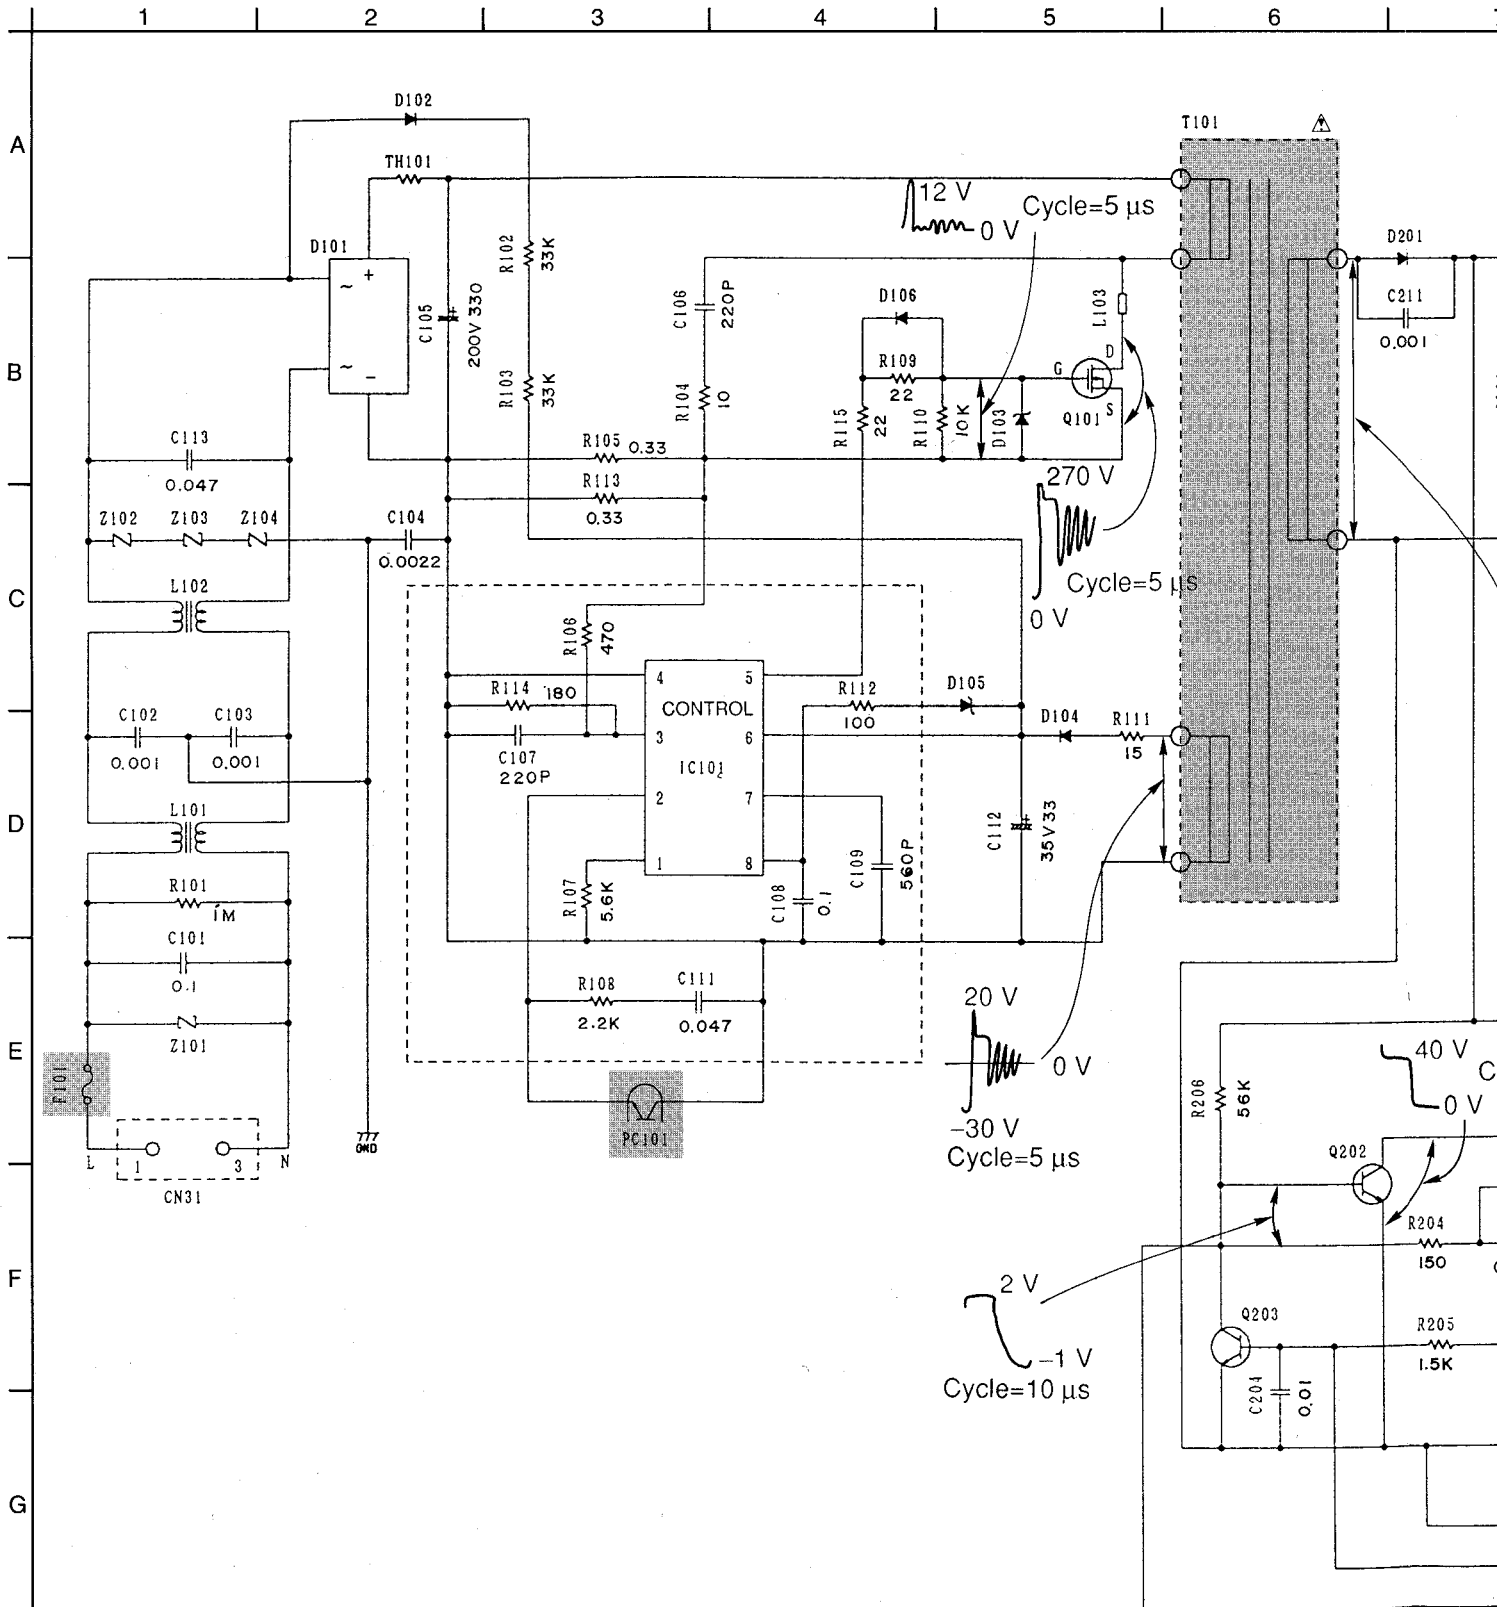 1 2 3 4 5 6
A
B
C
D
E
F
G
D102
TH101
D101
~ +
~ −
C105
200V 330
R102
33K
R103
33K
C106
220P
R104
10
R105 0.33
R113
0.33
12 V
0 V
Cycle=5 µs
D106
R109
22
R115
22
R110
10K
D103
L103
G
D
S
Q101
270 V
0 V
Cycle=5 µs
T101
D201
C211
0.001
C113
0.047
Z102 Z103 Z104
C104
0.0022
L102
C102 C103
0.001 0.001
L101
R101
1M
C101
0.1
Z101
F101
L 1 3 N
CN31
GND
R106
470
R114 180
C107
220P
4 5
CONTROL
3 6
IC101
2 7
1 8
R107
5.6K
R112
100
D105
D104
R111
15
C112
35V 33
C108
0.1
C109
560P
R108
2.2K
C111
0.047
PC101
20 V
0 V
−30 V
Cycle=5 µs
R206
56K
40 V
C
0 V
Q202
R204
150
2 V
−1 V
Cycle=10 µs
Q203
R205
1.5K
C204
0.01